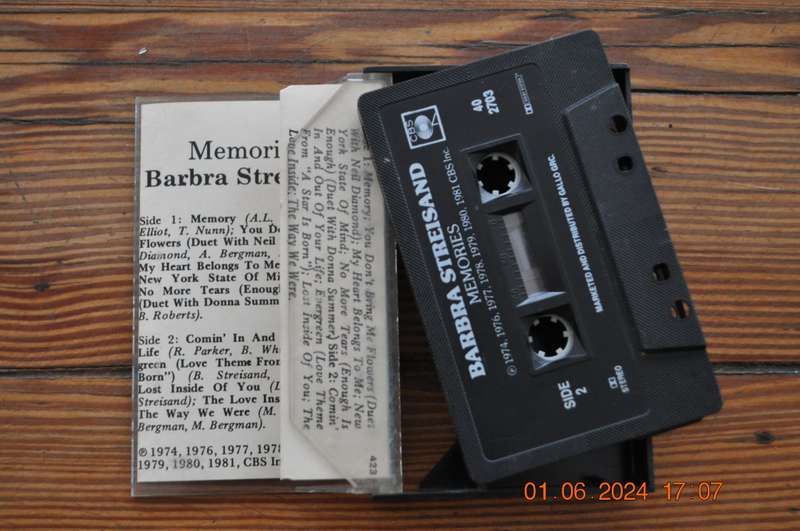 Memori
Barbra Stre
Side 1: Memory (A.L.
Elliot, T. Nunn); You Do
Flowers (Duet With Neil
Diamond, A. Bergman,
My Heart Belongs To Me
New York State Of Mi
No More Tears (Enough
(Duet With Donna Summ
B. Roberts).
Side 2: Comin' In And
Life (R. Parker, B. Wh
green (Love Theme From
Born") (B. Streisand,
Lost Inside Of You (L
Streisand); The Love Ins
The Way We Were (M.
Bergman, M. Bergman).
℗ 1974, 1976, 1977, 1978
1979, 1980, 1981, CBS In
1: Memory; You Don't Bring Me Flowers (Duet
With Neil Diamond); My Heart Belongs To Me; New
York State Of Mind; No More Tears (Enough Is
Enough) (Duet With Donna Summer) Side 2: Comin'
In And Out Of Your Life; Evergreen (Love Theme
From "A Star Is Born"); Lost Inside Of You; The
Love Inside; The Way We Were.
423
CBS
40
2703
BARBRA STREISAND
MEMORIES
℗ 1974, 1976, 1977, 1978, 1979, 1980, 1981 CBS Inc.
SIDE
2
STEREO
MARKETED AND DISTRIBUTED BY GALLO GRC.
01.06.2024 17:07